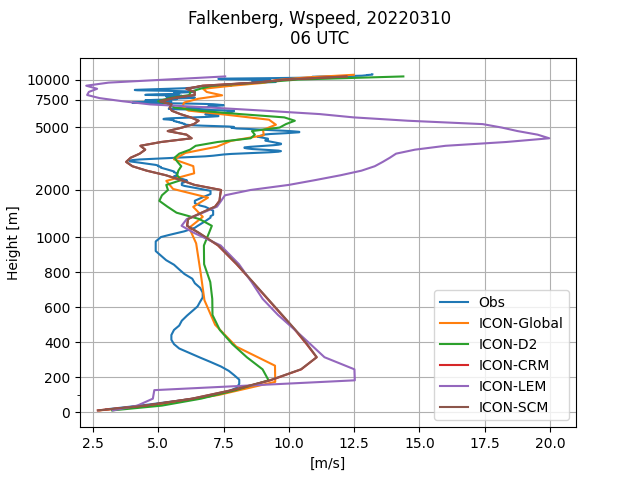 Falkenberg, Wspeed, 20220310
06 UTC
Height [m]
10000
7500
5000
2000
1000
800
600
400
200
0
2.5 5.0 7.5 10.0 12.5 15.0 17.5 20.0
[m/s]
Obs
ICON-Global
ICON-D2
ICON-CRM
ICON-LEM
ICON-SCM